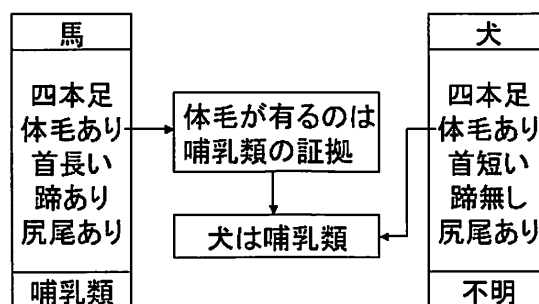 馬
四本足
体毛あり
首長い
蹄あり
尻尾あり
哺乳類
体毛が有るのは
哺乳類の証拠
犬は哺乳類
犬
四本足
体毛あり
首短い
蹄無し
尻尾あり
不明